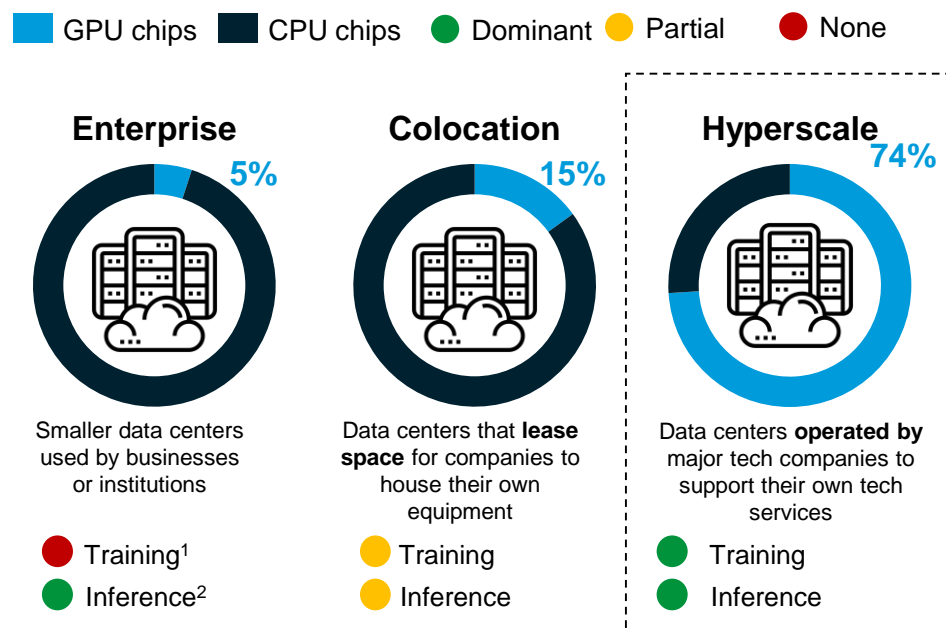 GPU chips CPU chips Dominant Partial None
Enterprise
5%
Smaller data centers
used by businesses
or institutions
Training¹
Inference²
Colocation
15%
Data centers that lease
space for companies to
house their own
equipment
Training
Inference
Hyperscale
74%
Data centers operated by
major tech companies to
support their own tech
services
Training
Inference